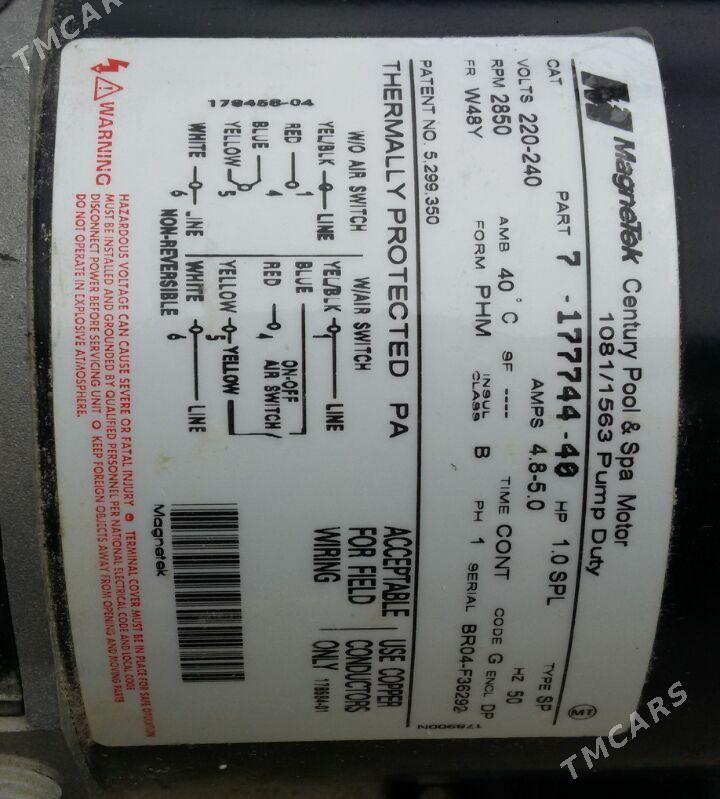 TMCARS
MagneTek Century Pool & Spa Motor
1081/1563 Pump Duty
CAT PART 7-177744-40 HP 1.0 SPL TYPE SP
VOLTS 220-240 AMPS 4.8-5.0 HZ 50
RPM 2850 AMB 40°C SF ---- TIME CONT CODE G ENCL DP
FR W48Y FORM PHM INSUL CLASS B PH 1 SERIAL BR04-F36292
PATENT NO. 5,299,350 178900N
THERMALLY PROTECTED PA
W/O AIR SWITCH
YEL/BLK 1 LINE
RED 4
BLUE
YELLOW 5
WHITE 6 LINE
W/AIR SWITCH
YEL/BLK 1 LINE
BLUE
RED 4
ON-OFF
AIR SWITCH
YELLOW 5 YELLOW
WHITE 6 LINE
NON-REVERSIBLE
179456-04
ACCEPTABLE
FOR FIELD
WIRING
USE COPPER
CONDUCTORS
ONLY
Magnetek
WARNING
HAZARDOUS VOLTAGE CAN CAUSE SEVERE OR FATAL INJURY ● TERMINAL COVER MUST BE IN PLACE FOR SAFE OPERATION
MUST BE INSTALLED AND GROUNDED BY QUALIFIED PERSONNEL PER NATIONAL ELECTRICAL CODE AND LOCAL CODE
DISCONNECT POWER BEFORE SERVICING UNIT ● KEEP FOREIGN OBJECTS AWAY FROM OPENING AND MOVING PARTS
DO NOT OPERATE IN EXPLOSIVE ATMOSPHERE.
TMCARS